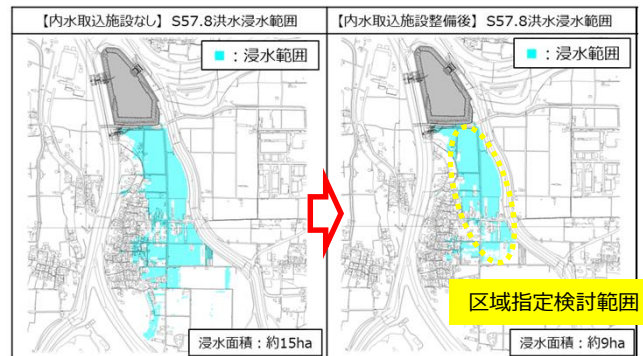 【内水取込施設なし】 S57.8洪水浸水範囲
■：浸水範囲
浸水面積：約15ha
【内水取込施設整備後】 S57.8洪水浸水範囲
■：浸水範囲
区域指定検討範囲
浸水面積：約9ha